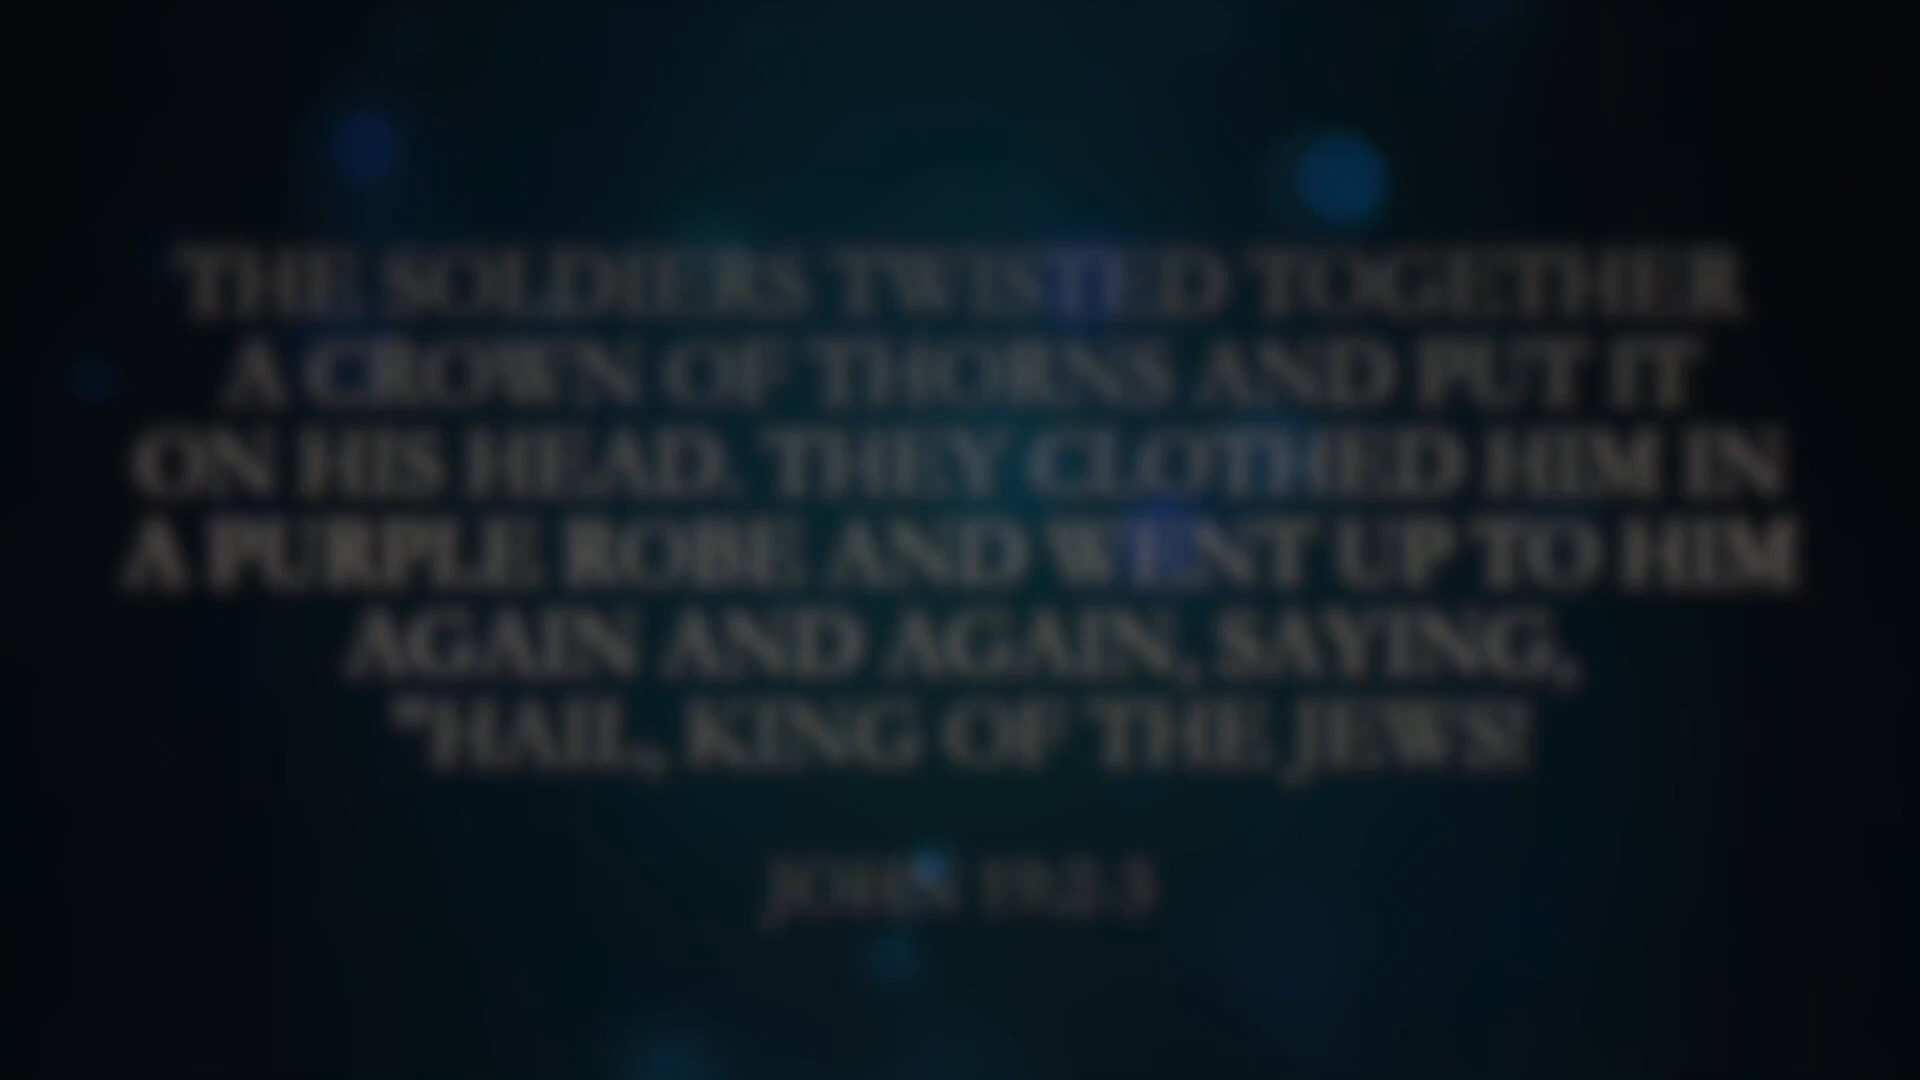 THE SOLDIERS TWISTED TOGETHER
A CROWN OF THORNS AND PUT IT
ON HIS HEAD. THEY CLOTHED HIM IN
A PURPLE ROBE AND WENT UP TO HIM
AGAIN AND AGAIN, SAYING,
"HAIL, KING OF THE JEWS!
JOHN 19:2-3